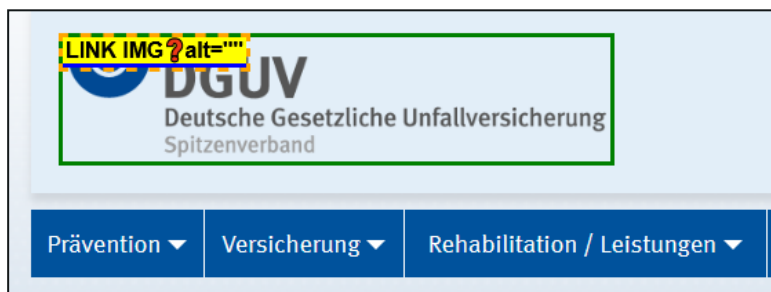 LINK IMG❓alt=""
DGUV
Deutsche Gesetzliche Unfallversicherung
Spitzenverband
Prävention ▼ Versicherung ▼ Rehabilitation / Leistungen ▼